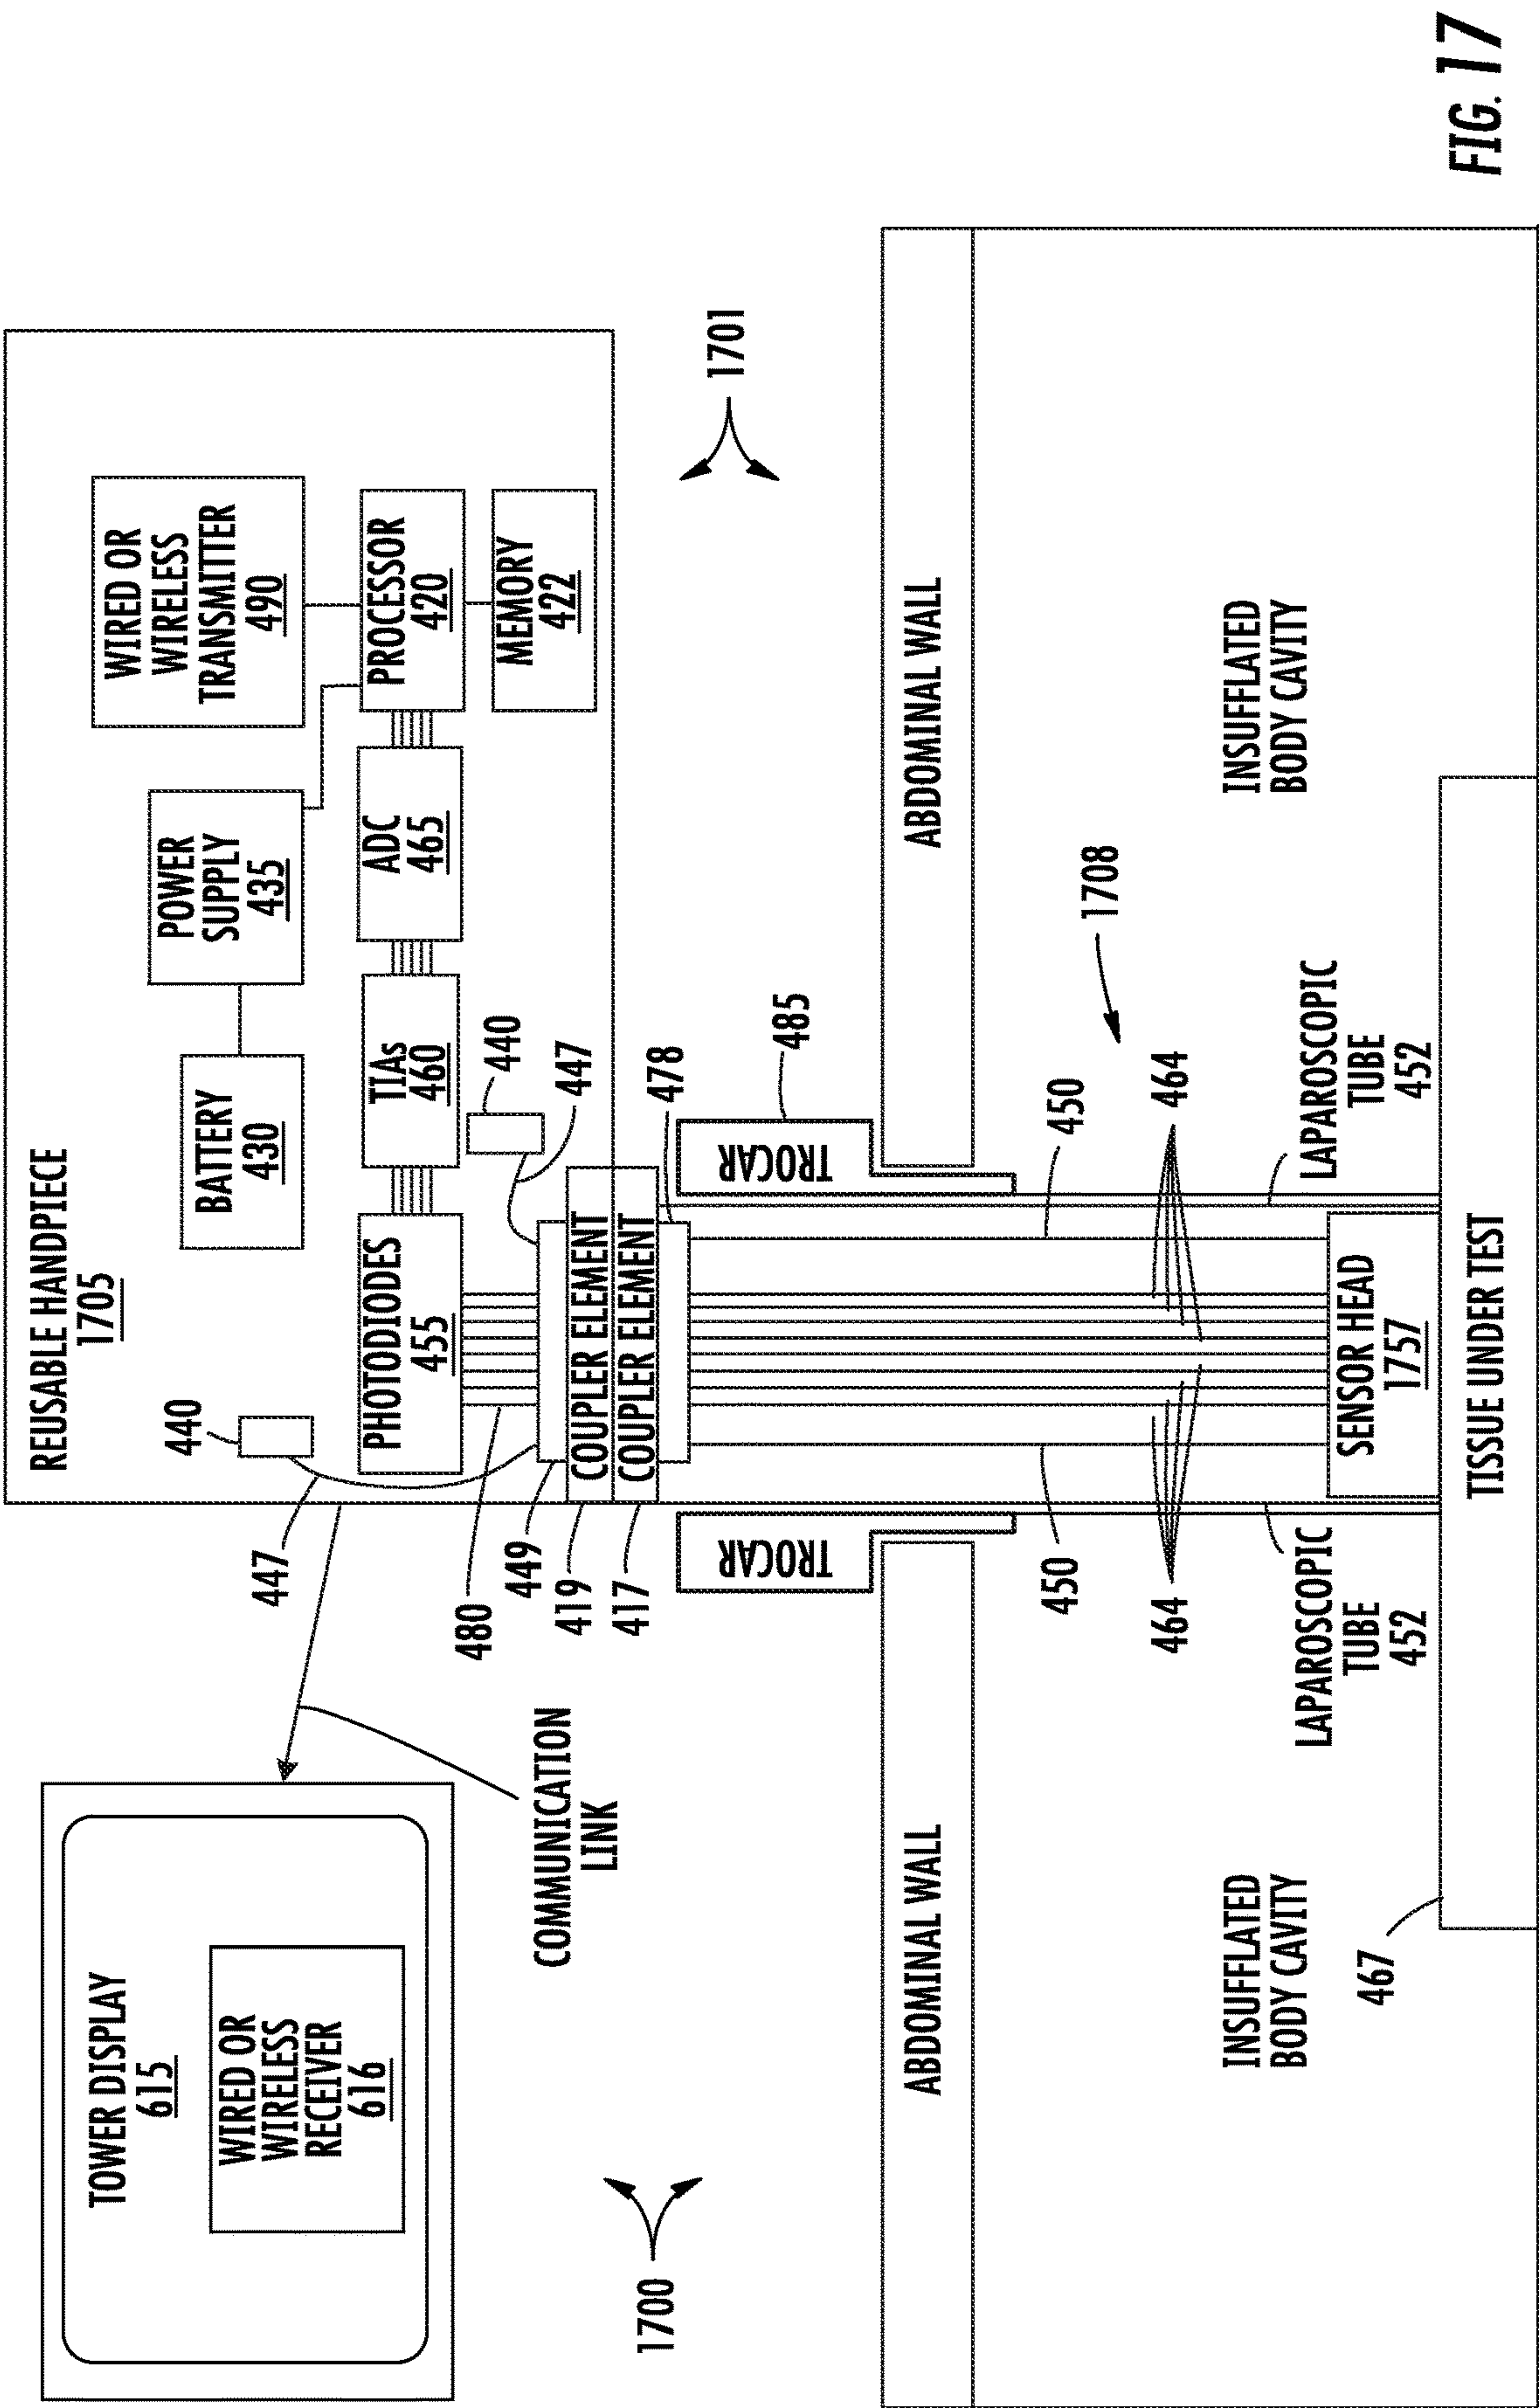 TOWER DISPLAY
615
WIRED OR
WIRELESS
RECEIVER
616
COMMUNICATION
LINK
1700
REUSABLE HANDPIECE
1705
440
447
BATTERY
430
POWER
SUPPLY
435
WIRED OR
WIRELESS
TRANSMITTER
490
PHOTODIODES
455
TIAs
460
ADC
465
PROCESSOR
420
MEMORY
422
440
447
480
449
419
417
COUPLER ELEMENT
COUPLER ELEMENT
478
1701
TROCAR
TROCAR
485
ABDOMINAL WALL
ABDOMINAL WALL
450
450
464
464
1708
INSUFFLATED
BODY CAVITY
INSUFFLATED
BODY CAVITY
LAPAROSCOPIC
TUBE
452
LAPAROSCOPIC
TUBE
452
SENSOR HEAD
1757
467
TISSUE UNDER TEST
FIG. 17